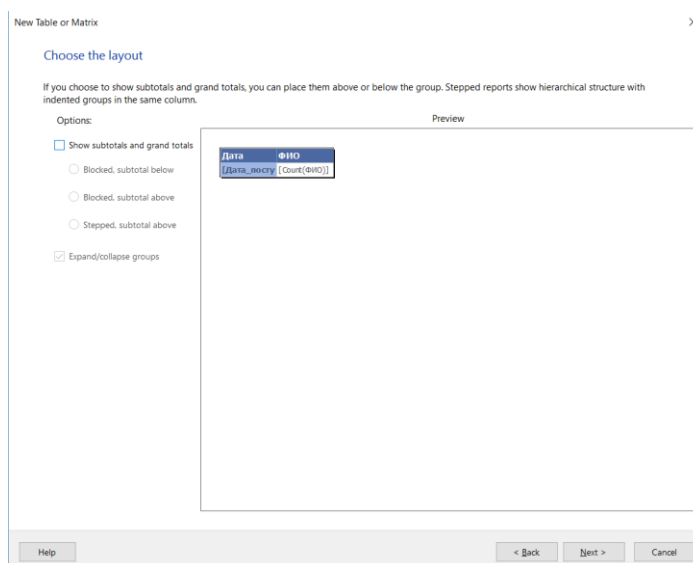 New Table or Matrix
Choose the layout
If you choose to show subtotals and grand totals, you can place them above or below the group. Stepped reports show hierarchical structure with
indented groups in the same column.
Options:
Preview
Show subtotals and grand totals
Blocked, subtotal below
Blocked, subtotal above
Stepped, subtotal above
Expand/collapse groups
Дата ФИО
[Дата_посту [Count(ФИО)]
Help
< Back
Next >
Cancel